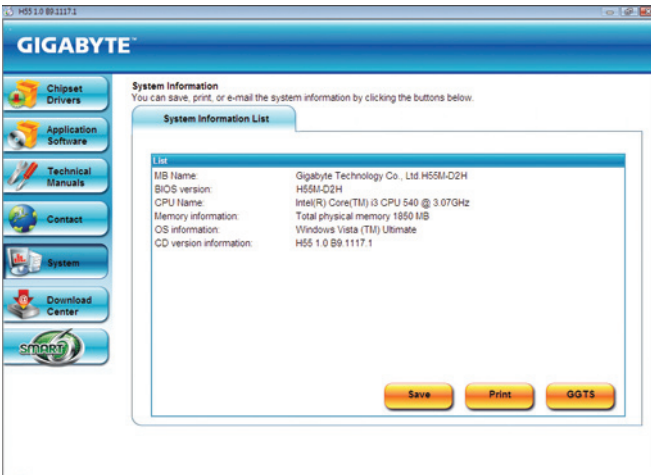 H55 1.0 B9.1117.1
GIGABYTE™
Chipset
Drivers
Application
Software
Technical
Manuals
Contact
System
Download
Center
SMART
System Information
You can save, print, or e-mail the system information by clicking the buttons below.
System Information List
List
MB Name: Gigabyte Technology Co., Ltd.H55M-D2H
BIOS version: H55M-D2H
CPU Name: Intel(R) Core(TM) i3 CPU 540 @ 3.07GHz
Memory information: Total physical memory 1850 MB
OS information: Windows Vista (TM) Ultimate
CD version information: H55 1.0 B9.1117.1
Save Print GGTS